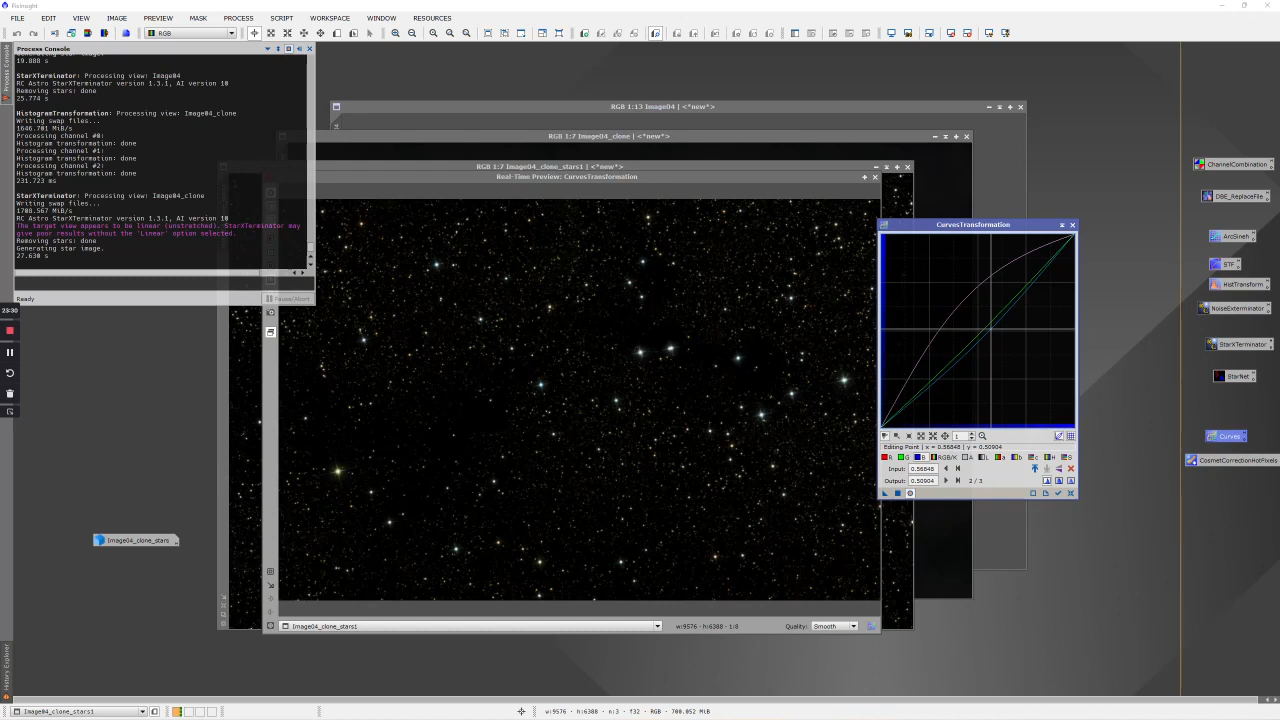 PixInsight
FILE EDIT VIEW IMAGE PREVIEW MASK PROCESS SCRIPT WORKSPACE WINDOW RESOURCES
RGB
Process Console
19.888 s
StarXTerminator: Processing view: Image04
RC Astro StarXTerminator version 1.3.1, AI version 10
Removing stars: done
25.774 s
HistogramTransformation: Processing view: Image04_clone
Writing swap files...
1646.701 MiB/s
Processing channel #0:
Histogram transformation: done
Processing channel #1:
Histogram transformation: done
Processing channel #2:
Histogram transformation: done
231.723 ms
StarXTerminator: Processing view: Image04_clone
Writing swap files...
1708.567 MiB/s
RC Astro StarXTerminator version 1.3.1, AI version 10
The target view appears to be linear (unstretched). StarXTerminator may
give poor results without the 'Linear' option selected.
Removing stars: done
Generating star image.
27.630 s
Ready
Pause/Abort
Process Console
23:30
History Explorer
RGB 1:13 Image04 | <*new*>
RGB 1:7 Image04_clone | <*new*>
RGB 1:7 Image04_clone_stars1 | <*new*>
Real-Time Preview: CurvesTransformation
Image04_clone_stars1
w:9576 · h:6388 · 1:8
Quality: Smooth
CurvesTransformation
1
Editing Point | x = 0.56848 | y = 0.50904
R G B RGB/K A L a b c H S
Input: 0.56848
Output: 0.50904
2 / 3
ChannelCombination
DBE_ReplaceFile
ArcSineh
STF
HistTransform
NoiseExterminator
StarXTerminator
StarNet
Curves
CosmetCorrectionHotPixels
Image04_clone_stars
Image04_clone_stars1
w:9576 · h:6388 · n:3 · f32 · RGB · 700.052 MiB